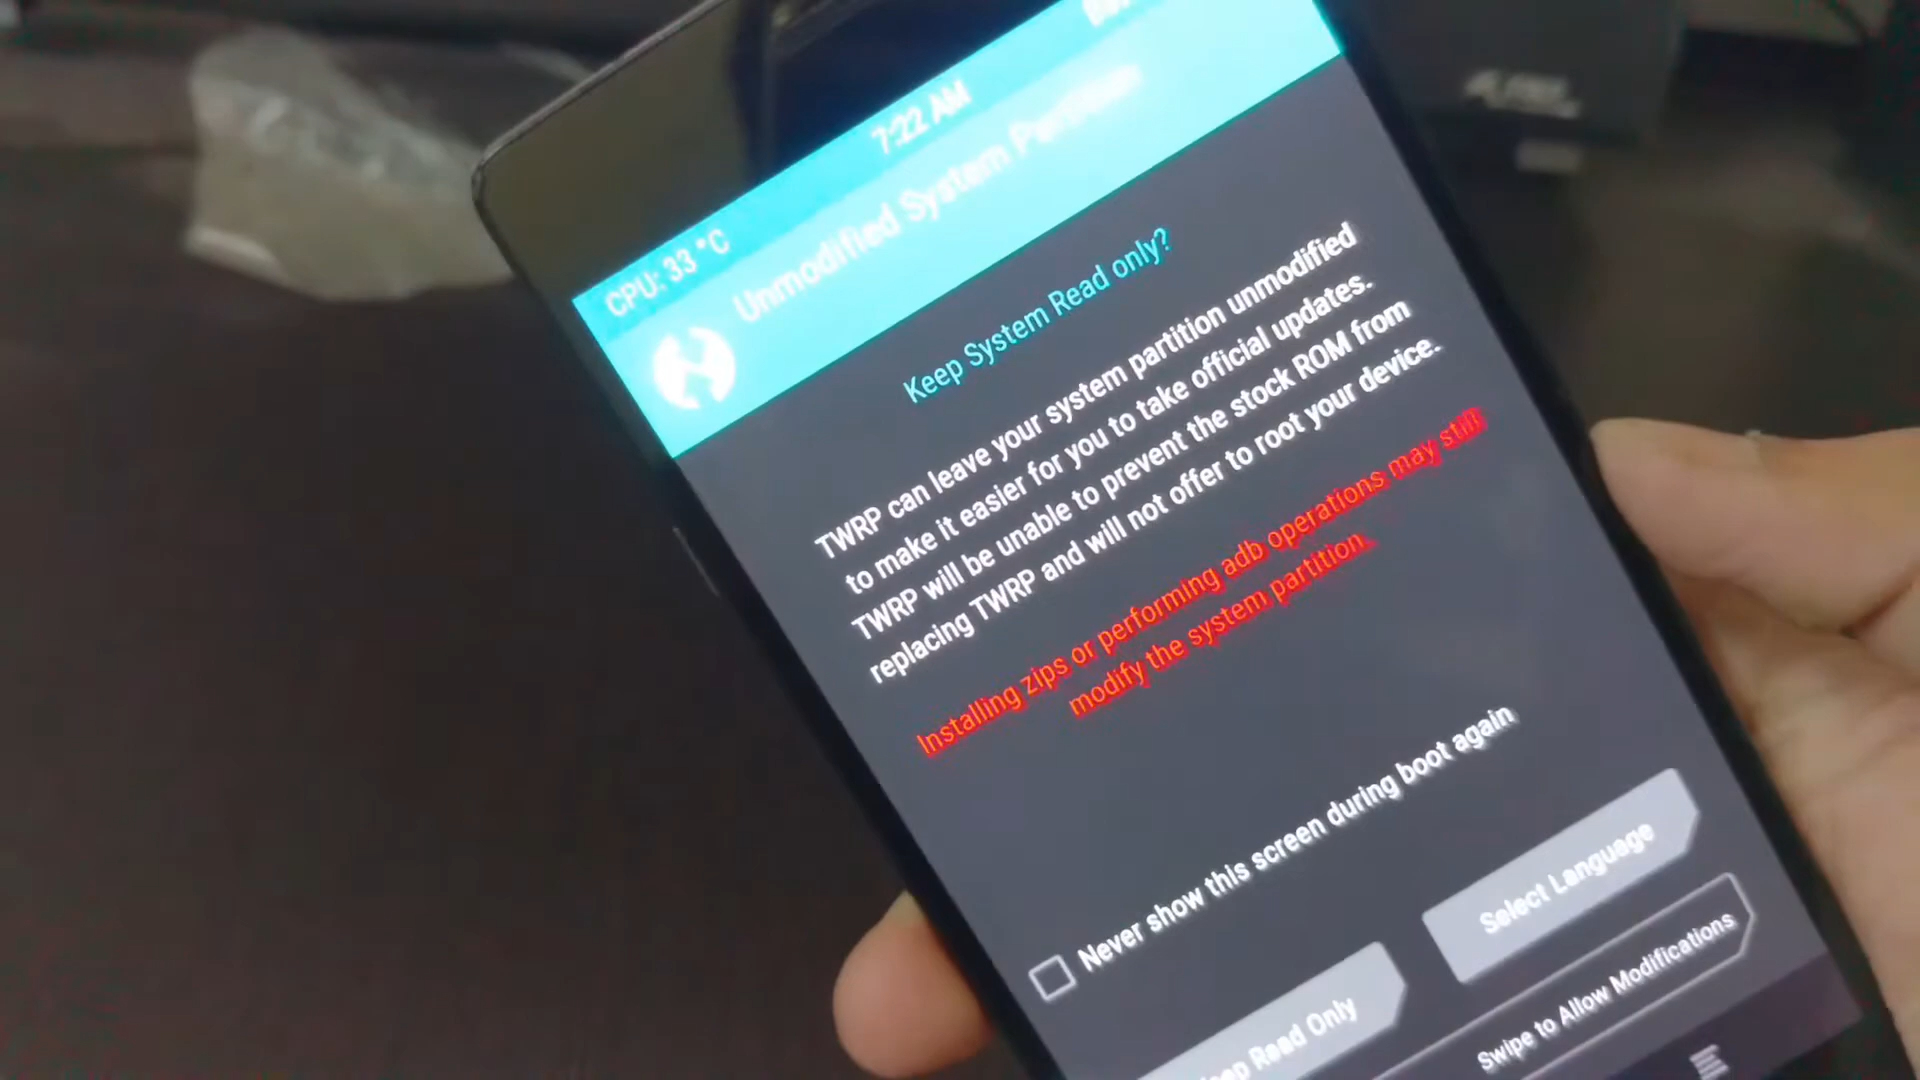 7:22 AM
CPU: 33 °C
Unmodified System Partition
Keep System Read only?
TWRP can leave your system partition unmodified
to make it easier for you to take official updates.
TWRP will be unable to prevent the stock ROM from
replacing TWRP and will not offer to root your device.
Installing zips or performing adb operations may still
modify the system partition.
Never show this screen during boot again
Select Language
Read Only
Swipe to Allow Modifications